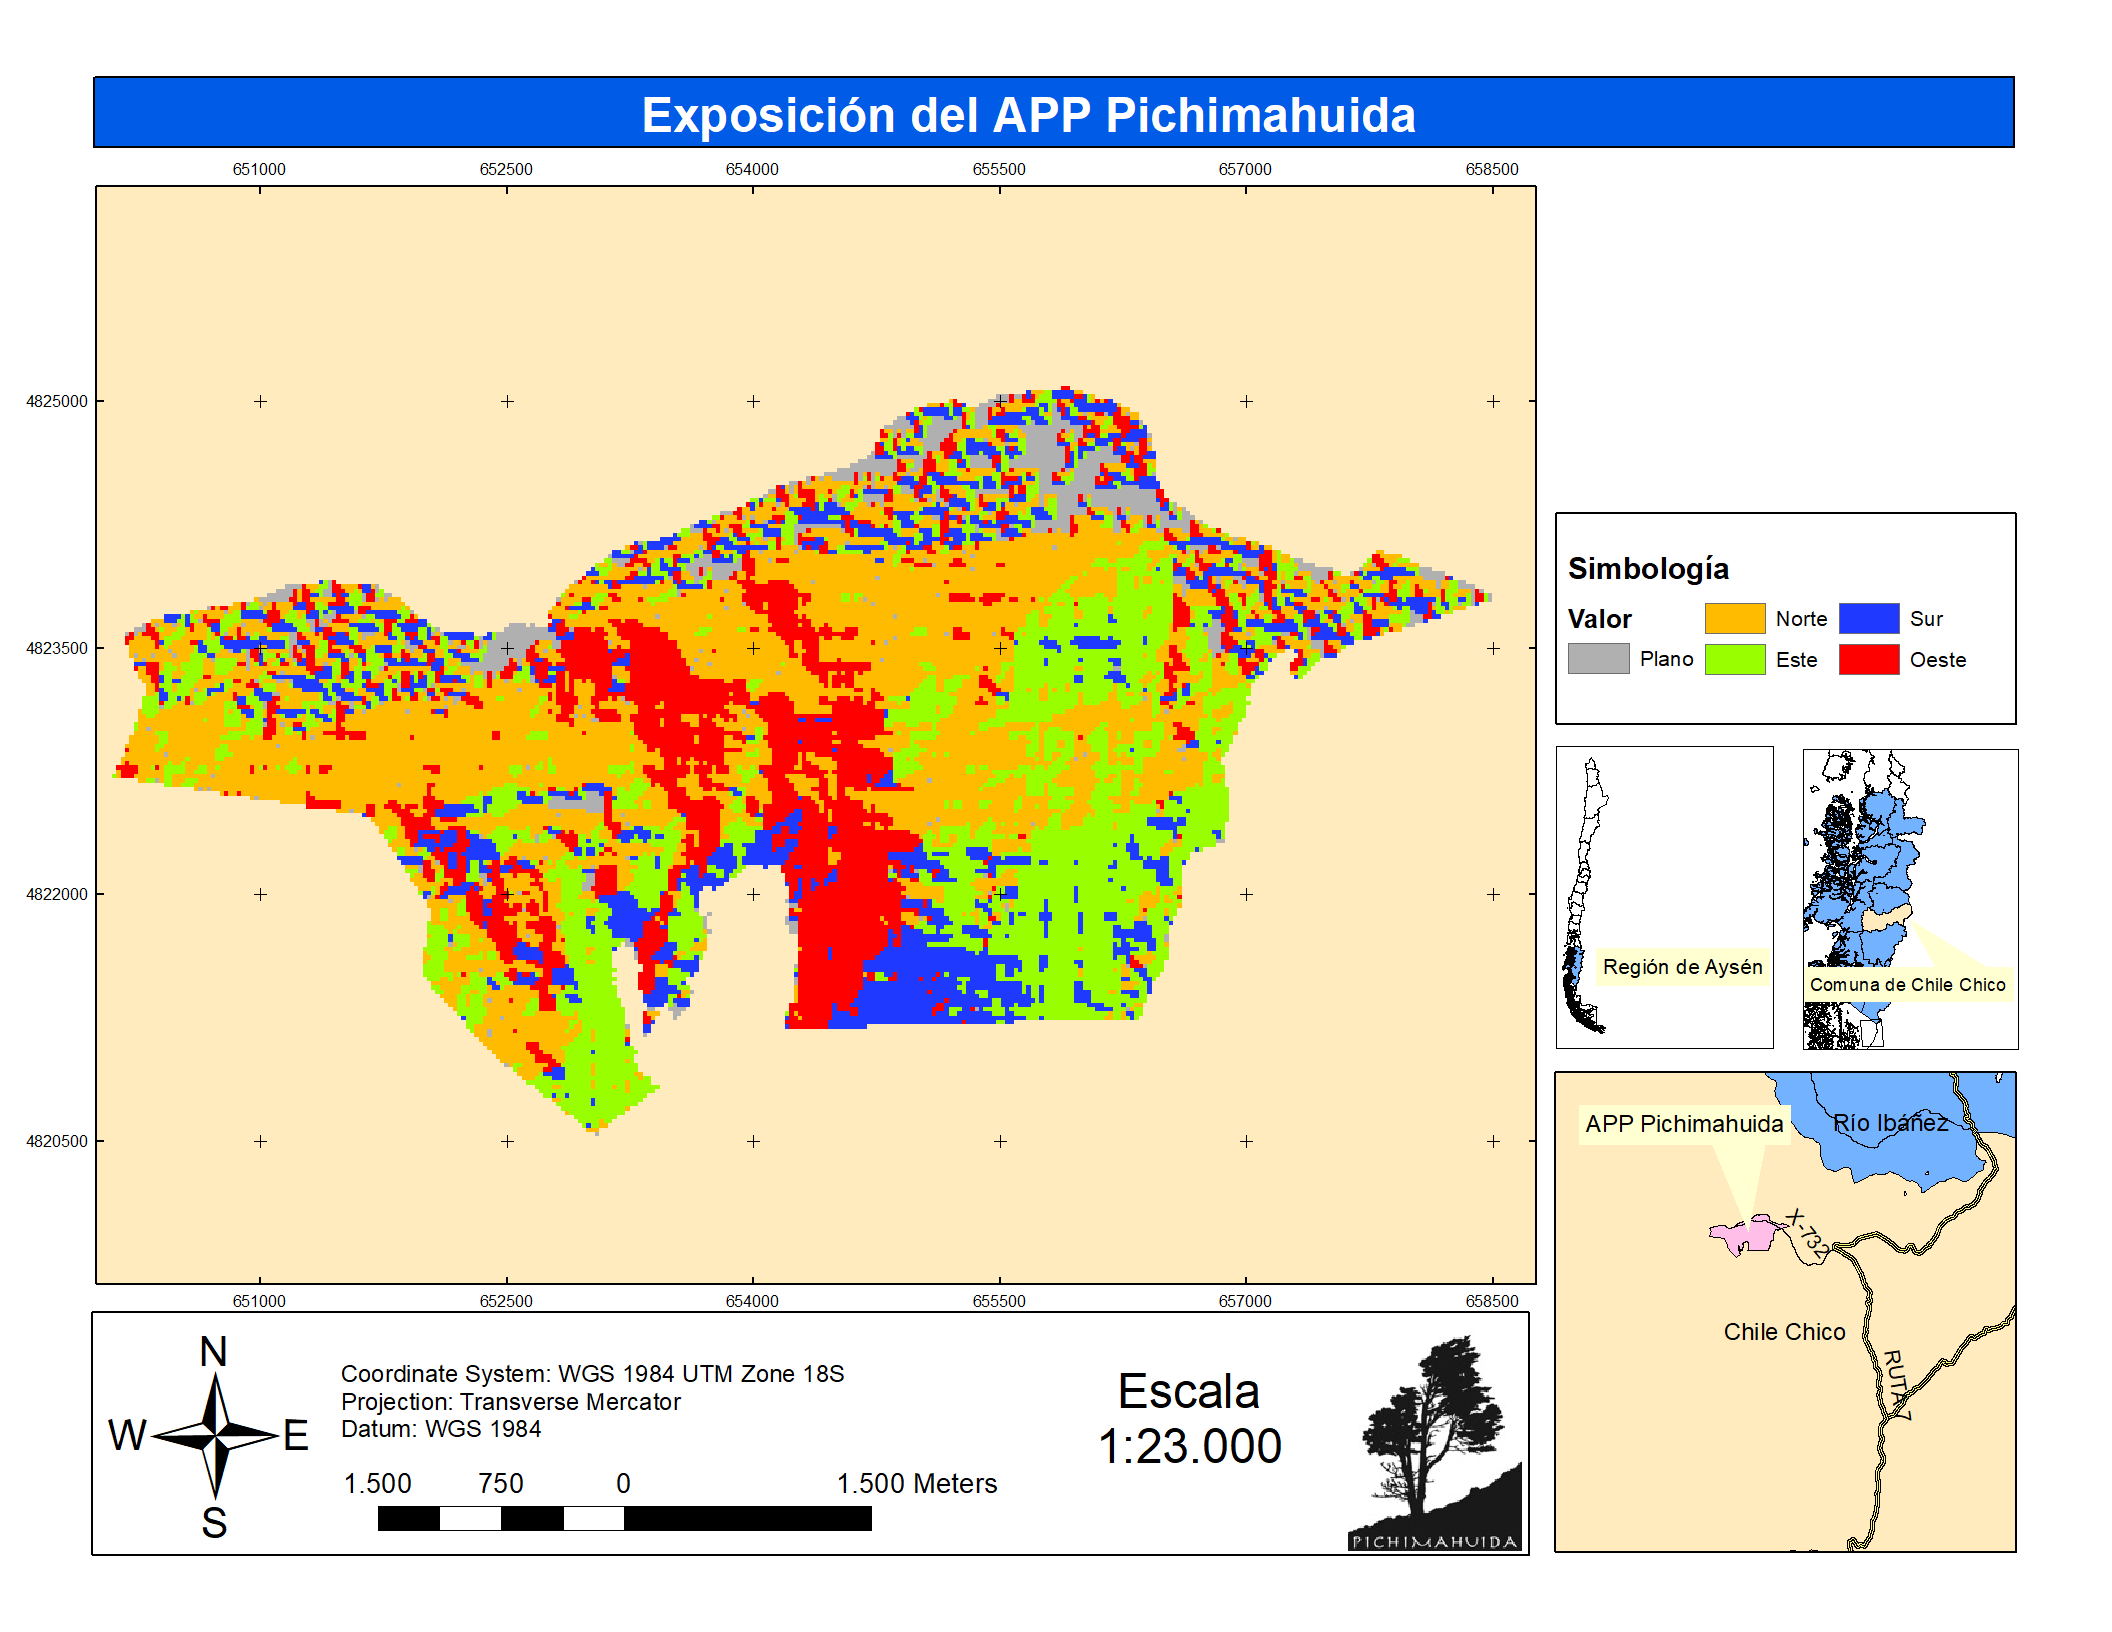 Exposición del APP Pichimahuida
651000 652500 654000 655500 657000 658500
4825000
4823500
4822000
4820500
651000 652500 654000 655500 657000 658500
Simbología
Valor
Plano
Norte
Este
Sur
Oeste
Región de Aysén
Comuna de Chile Chico
APP Pichimahuida
Río Ibáñez
X-732
Chile Chico
RUTA 7
N
W E
S
Coordinate System: WGS 1984 UTM Zone 18S
Projection: Transverse Mercator
Datum: WGS 1984
1.500 750 0 1.500 Meters
Escala
1:23.000
PICHIMAHUIDA